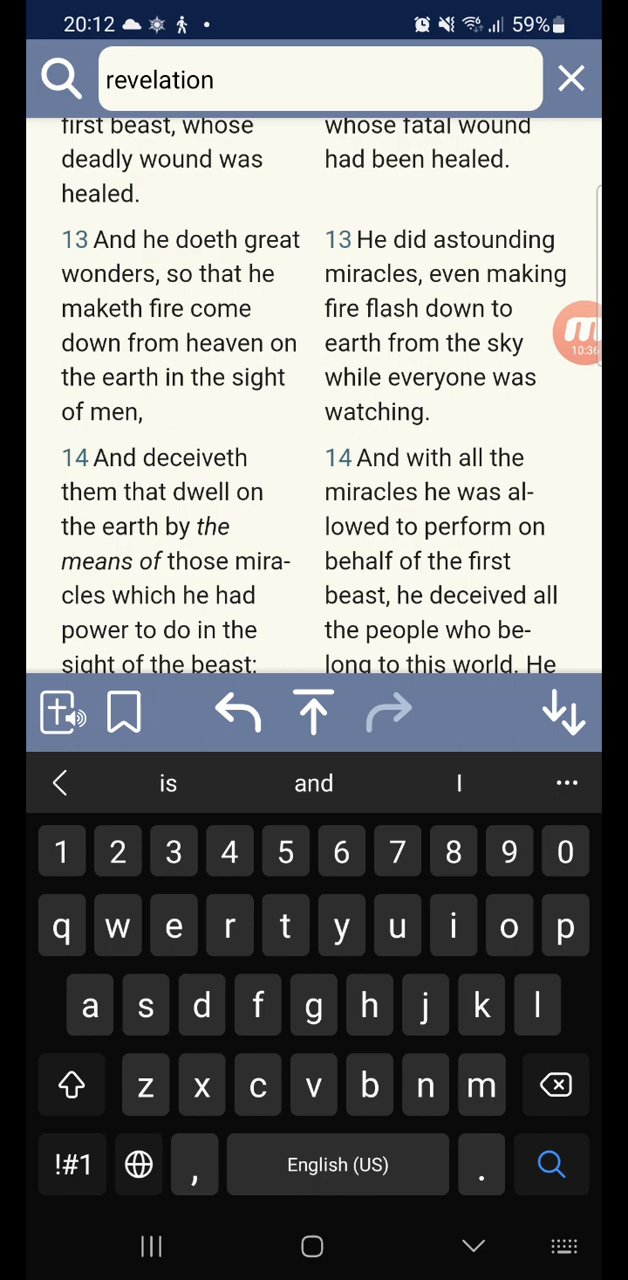 20:12
59%
revelation
first beast, whose
deadly wound was
healed.
13 And he doeth great
wonders, so that he
maketh fire come
down from heaven on
the earth in the sight
of men,
14 And deceiveth
them that dwell on
the earth by the
means of those mira-
cles which he had
power to do in the
sight of the beast;
whose fatal wound
had been healed.
13 He did astounding
miracles, even making
fire flash down to
earth from the sky
while everyone was
watching.
14 And with all the
miracles he was al-
lowed to perform on
behalf of the first
beast, he deceived all
the people who be-
long to this world. He
10:36
is and I
1 2 3 4 5 6 7 8 9 0
q w e r t y u i o p
a s d f g h j k l
z x c v b n m
!#1 , English (US) .